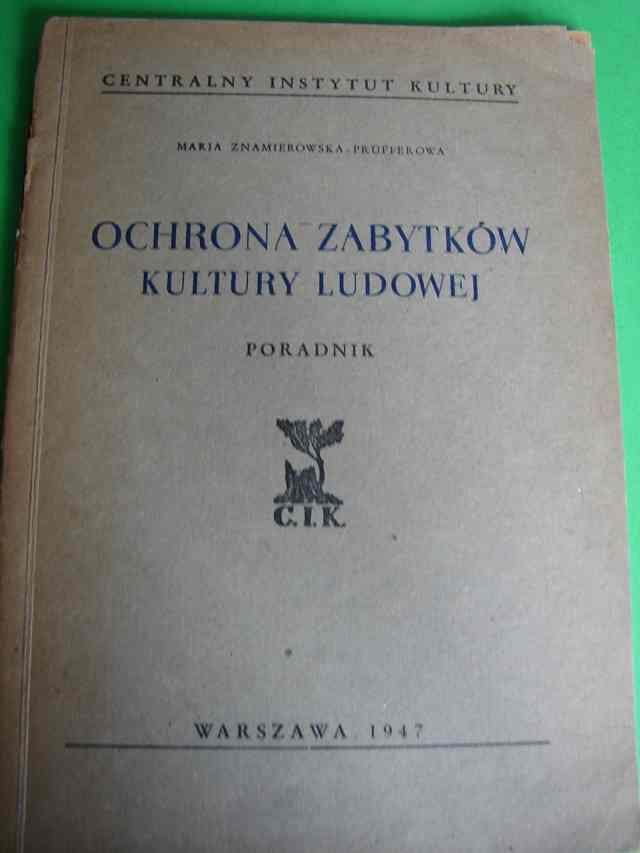 CENTRALNY INSTYTUT KULTURY
MARIA ZNAMIEROWSKA-PRÜFFEROWA
OCHRONA ZABYTKÓW
KULTURY LUDOWEJ
PORADNIK
C.I.K.
WARSZAWA 1947